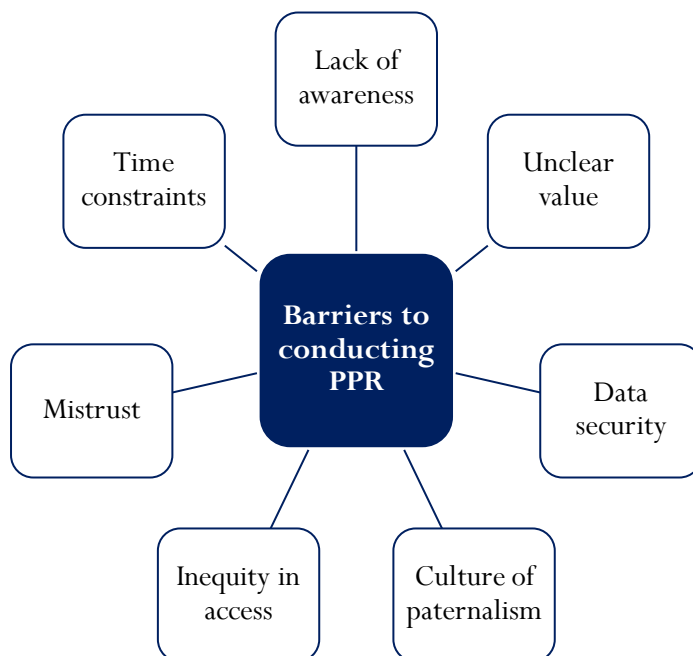 Lack of
awareness
Time
constraints
Unclear
value
Barriers to
conducting
PPR
Mistrust
Data
security
Inequity in
access
Culture of
paternalism